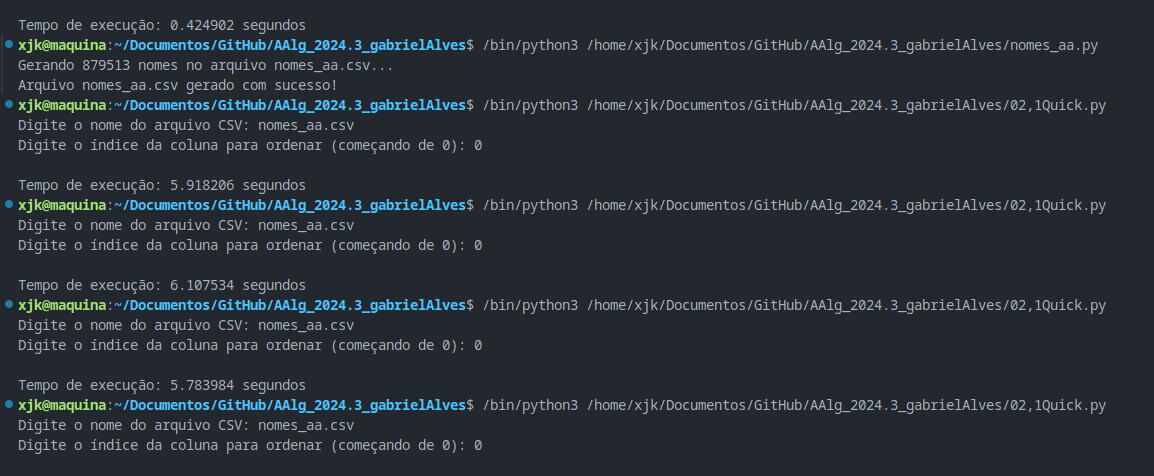 Tempo de execução: 0.424902 segundos
xjk@maquina:~/Documentos/GitHub/AAlg_2024.3_gabrielAlves$ /bin/python3 /home/xjk/Documentos/GitHub/AAlg_2024.3_gabrielAlves/nomes_aa.py
Gerando 879513 nomes no arquivo nomes_aa.csv...
Arquivo nomes_aa.csv gerado com sucesso!
xjk@maquina:~/Documentos/GitHub/AAlg_2024.3_gabrielAlves$ /bin/python3 /home/xjk/Documentos/GitHub/AAlg_2024.3_gabrielAlves/02,1Quick.py
Digite o nome do arquivo CSV: nomes_aa.csv
Digite o índice da coluna para ordenar (começando de 0): 0
Tempo de execução: 5.918206 segundos
xjk@maquina:~/Documentos/GitHub/AAlg_2024.3_gabrielAlves$ /bin/python3 /home/xjk/Documentos/GitHub/AAlg_2024.3_gabrielAlves/02,1Quick.py
Digite o nome do arquivo CSV: nomes_aa.csv
Digite o índice da coluna para ordenar (começando de 0): 0
Tempo de execução: 6.107534 segundos
xjk@maquina:~/Documentos/GitHub/AAlg_2024.3_gabrielAlves$ /bin/python3 /home/xjk/Documentos/GitHub/AAlg_2024.3_gabrielAlves/02,1Quick.py
Digite o nome do arquivo CSV: nomes_aa.csv
Digite o índice da coluna para ordenar (começando de 0): 0
Tempo de execução: 5.783984 segundos
xjk@maquina:~/Documentos/GitHub/AAlg_2024.3_gabrielAlves$ /bin/python3 /home/xjk/Documentos/GitHub/AAlg_2024.3_gabrielAlves/02,1Quick.py
Digite o nome do arquivo CSV: nomes_aa.csv
Digite o índice da coluna para ordenar (começando de 0): 0